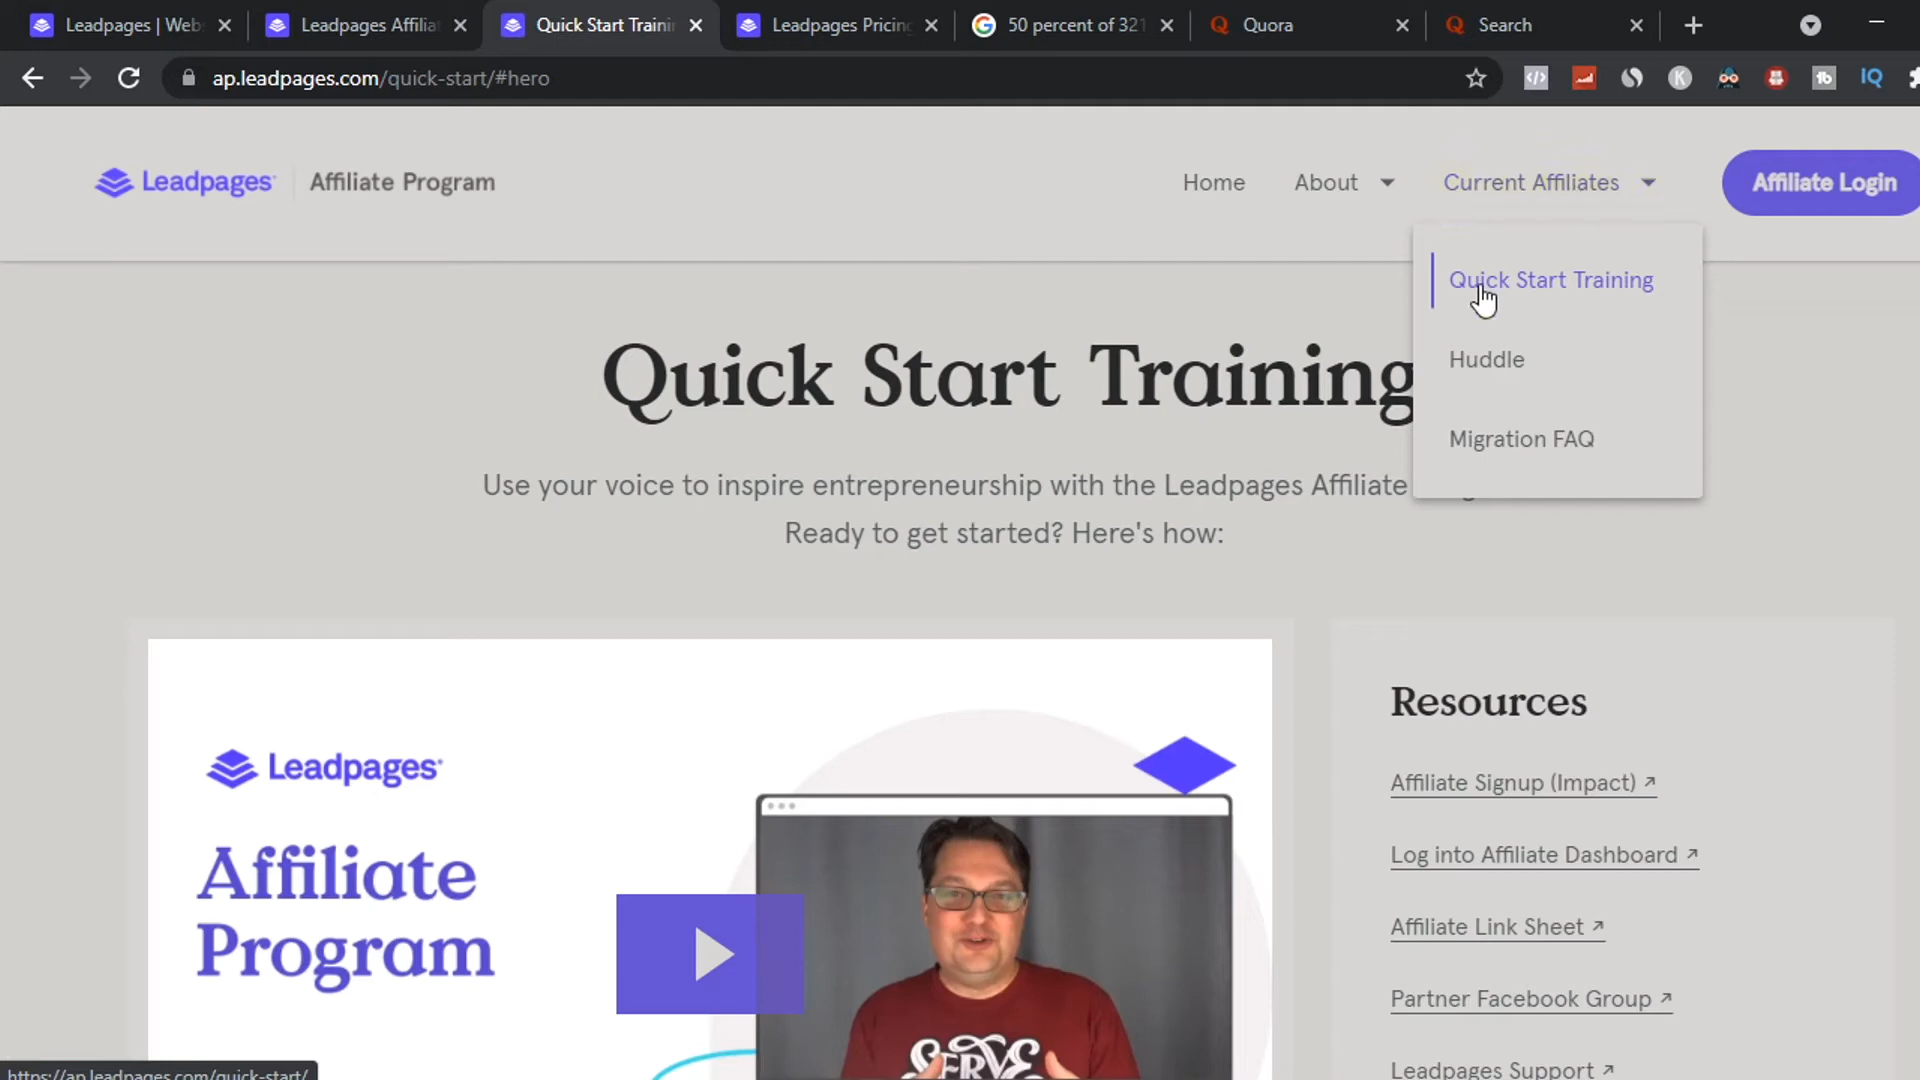 Leadpages | Web
Leadpages Affilia
Quick Start Traini
Leadpages Pricing
50 percent of 321
Quora
Search
ap.leadpages.com/quick-start/#hero
IQ
Leadpages
Affiliate Program
Home
About
Current Affiliates
Affiliate Login
Quick Start Training
Huddle
Migration FAQ
Quick Start Training
Use your voice to inspire entrepreneurship with the Leadpages Affiliate
Ready to get started? Here's how:
Leadpages
Affiliate
Program
SERVE
Resources
Affiliate Signup (Impact)
Log into Affiliate Dashboard
Affiliate Link Sheet
Partner Facebook Group
Leadpages Support
https://ap.leadpages.com/quick-start/